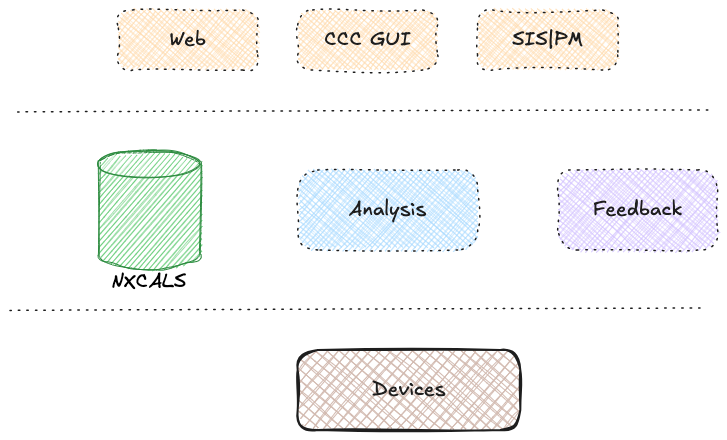 Web
CCC GUI
SIS|PM
Analysis
Feedback
NXCALS
Devices